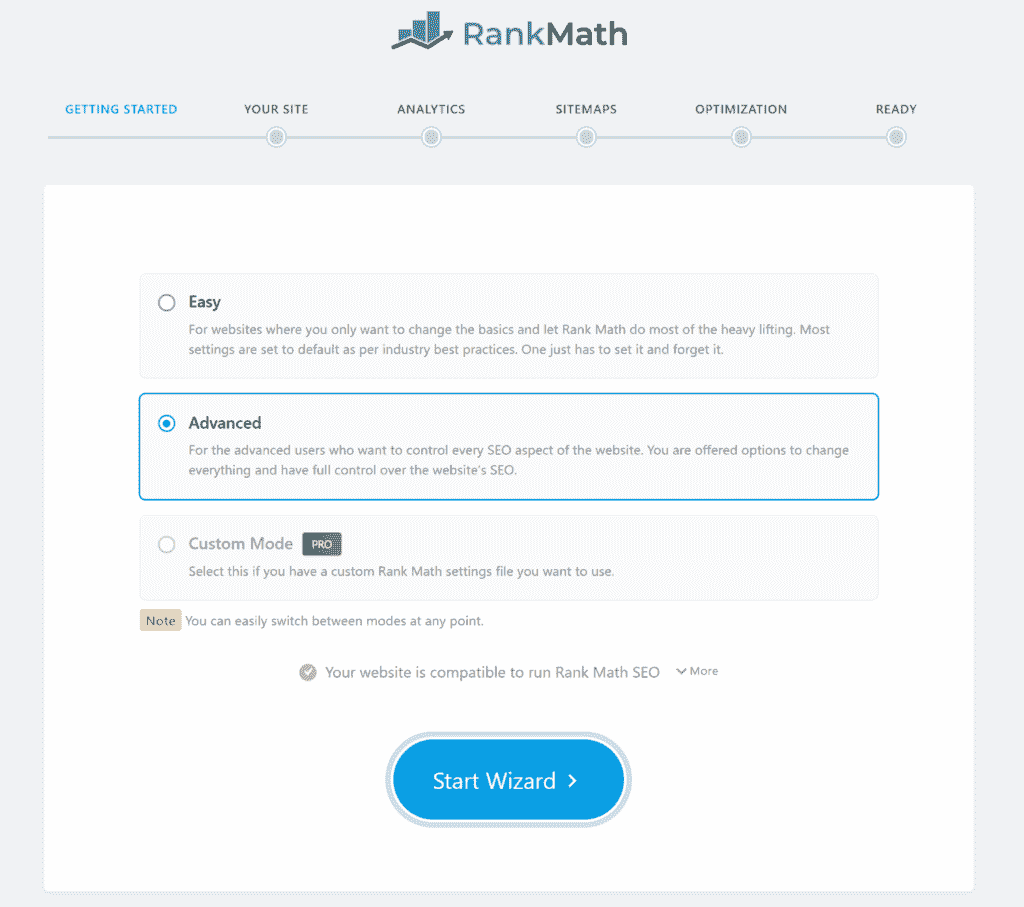 RankMath
GETTING STARTED
YOUR SITE
ANALYTICS
SITEMAPS
OPTIMIZATION
READY
Easy
For websites where you only want to change the basics and let Rank Math do most of the heavy lifting. Most
settings are set to default as per industry best practices. One just has to set it and forget it.
Advanced
For the advanced users who want to control every SEO aspect of the website. You are offered options to change
everything and have full control over the website's SEO.
Custom Mode PRO
Select this if you have a custom Rank Math settings file you want to use.
Note You can easily switch between modes at any point.
Your website is compatible to run Rank Math SEO More
Start Wizard